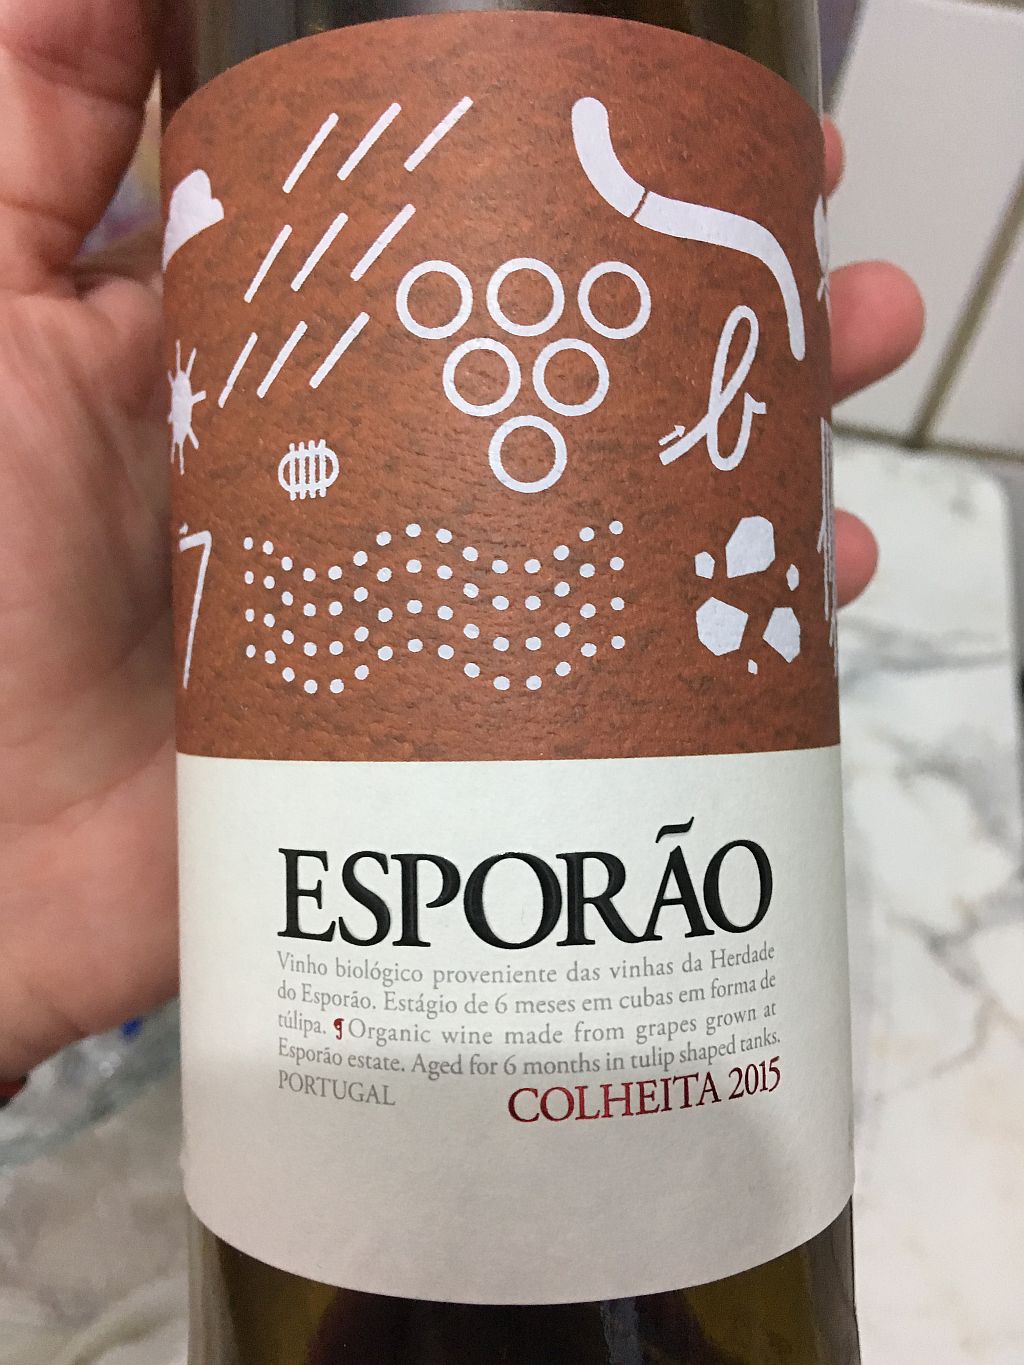 b
7
ESPORÃO
Vinho biológico proveniente das vinhas da Herdade
do Esporão. Estágio de 6 meses em cubas em forma de
túlipa. ¶ Organic wine made from grapes grown at
Esporão estate. Aged for 6 months in tulip shaped tanks.
PORTUGAL
COLHEITA 2015